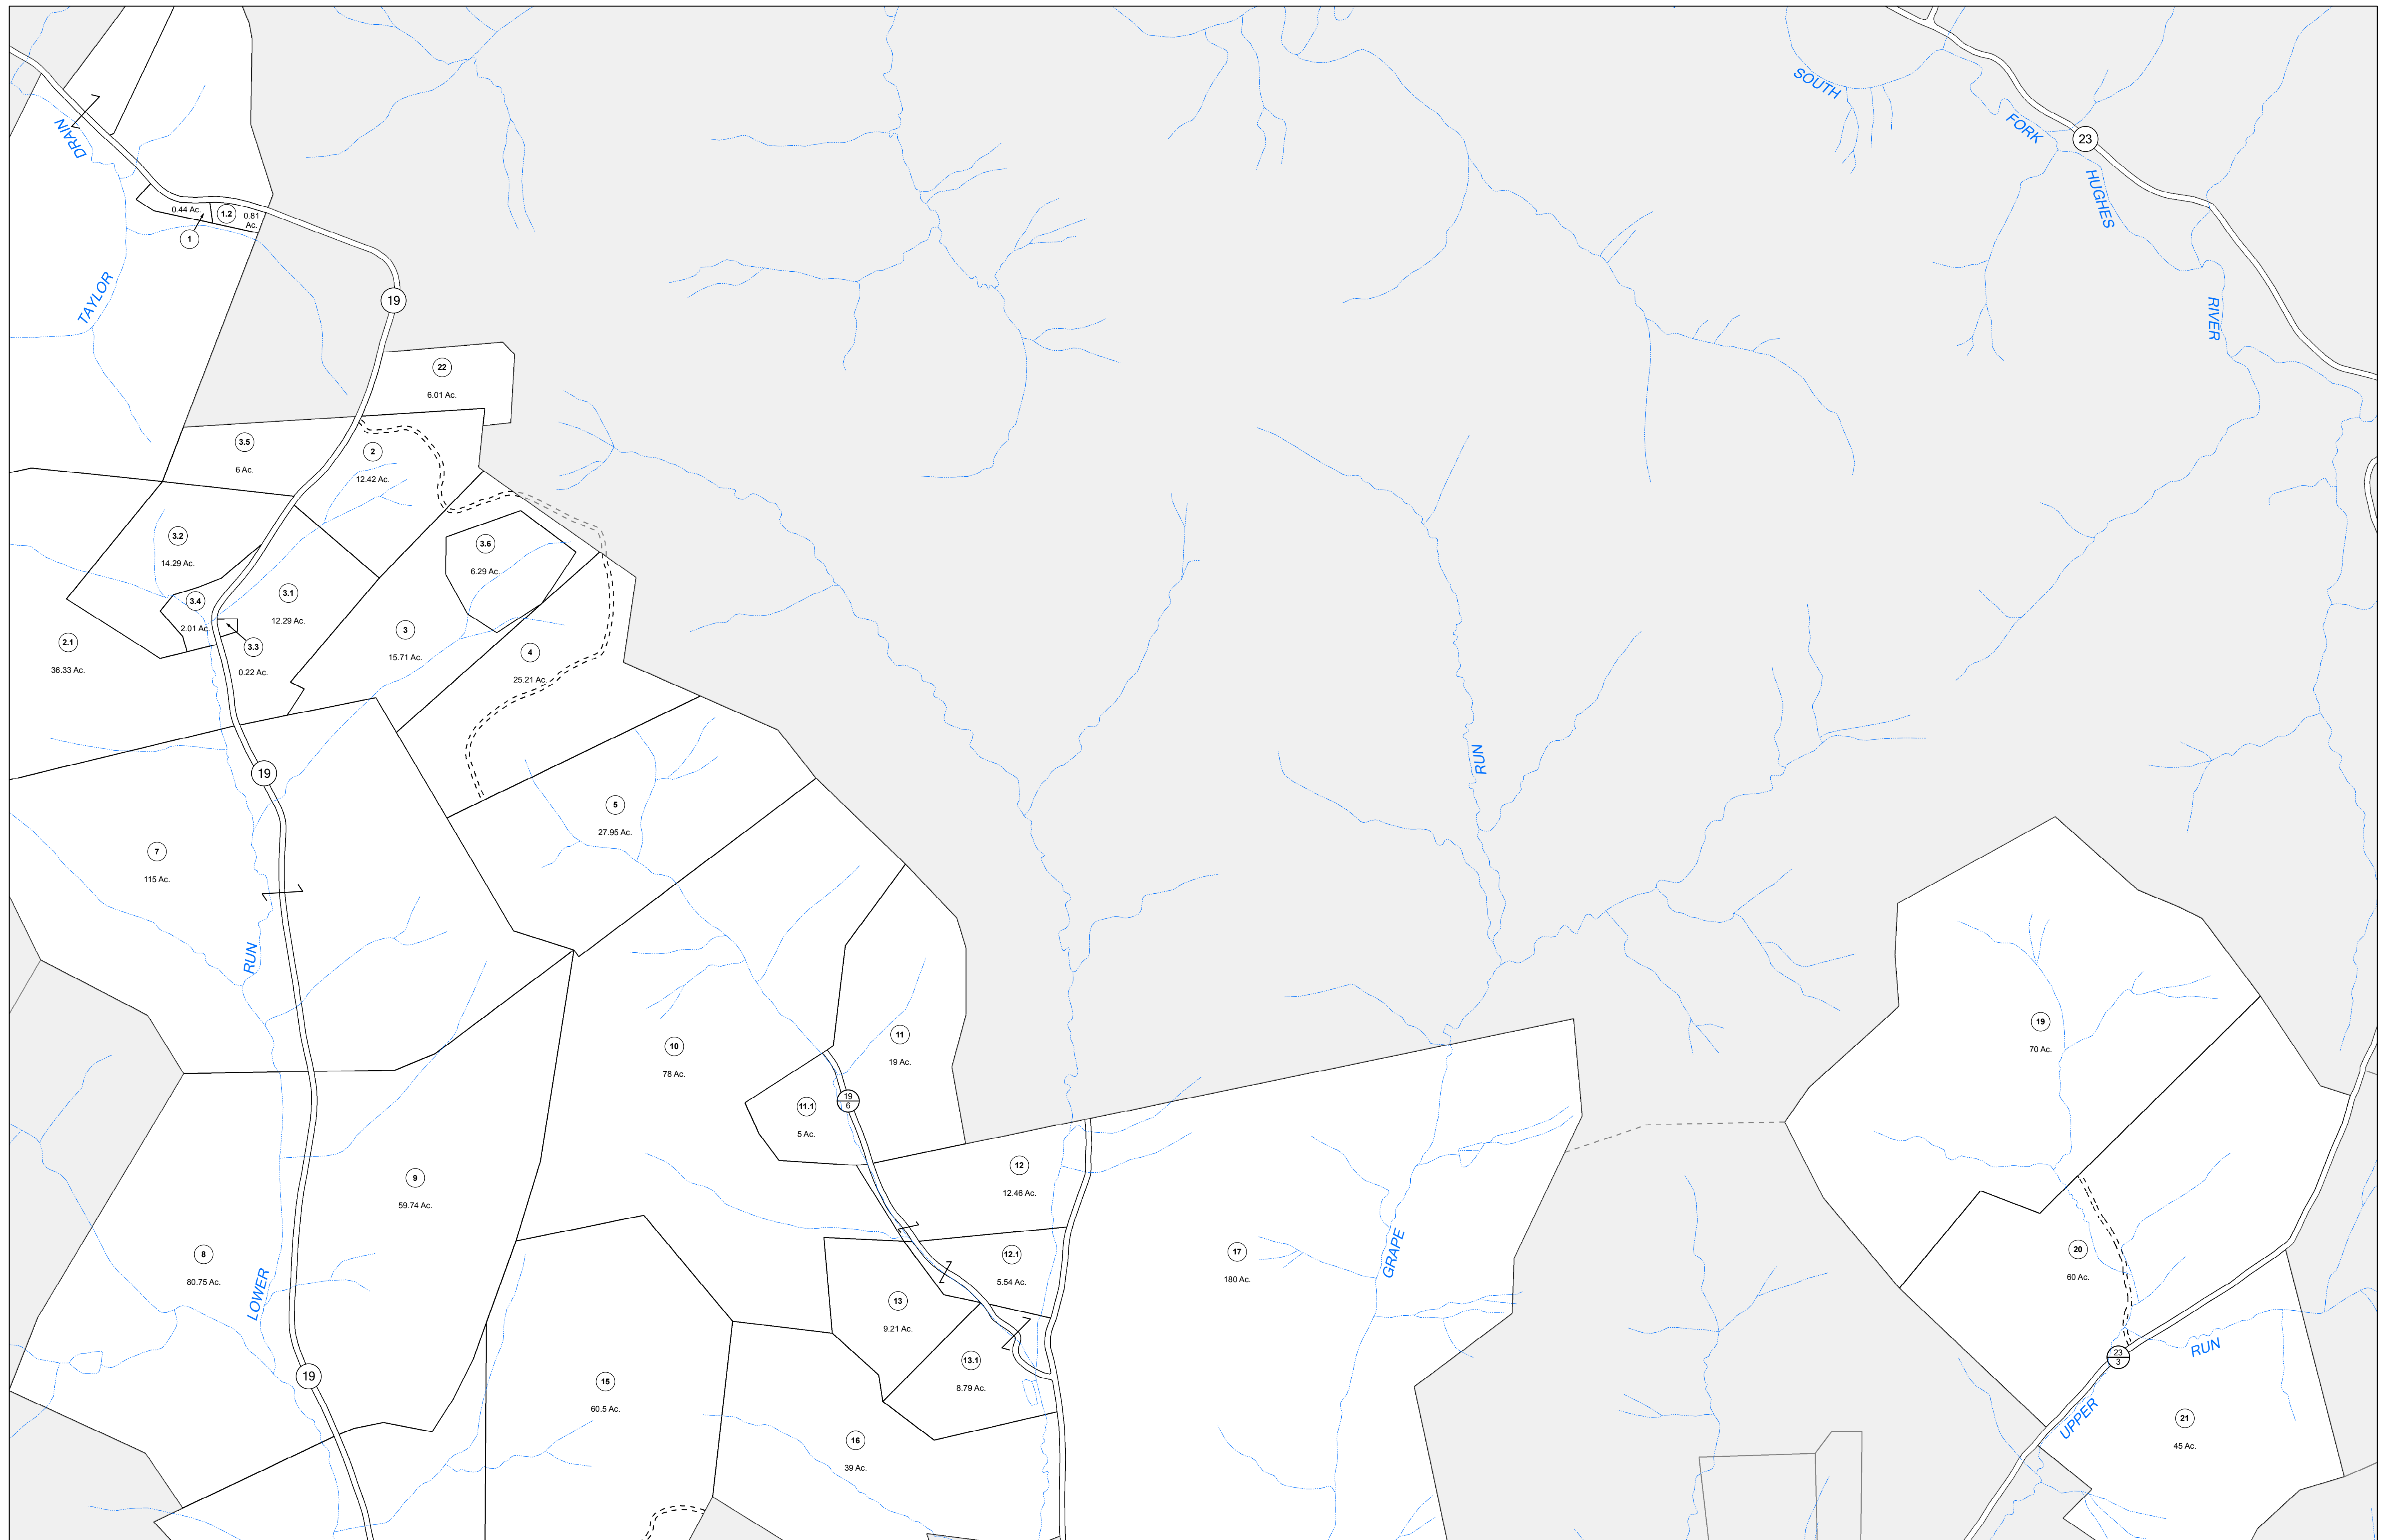 SOUTH
FORK
23
HUGHES
RIVER
DRAIN
TAYLOR
0.44 Ac.
1.2
0.81
Ac.
1
19
22
6.01 Ac.
3.5
6 Ac.
2
12.42 Ac.
3.2
14.29 Ac.
3.6
6.29 Ac.
3.4
2.01 Ac.
3.1
12.29 Ac.
3.3
0.22 Ac.
3
15.71 Ac.
2.1
36.33 Ac.
4
25.21 Ac.
19
RUN
5
27.95 Ac.
7
115 Ac.
RUN
10
78 Ac.
11
19 Ac.
19
6
11.1
5 Ac.
19
70 Ac.
12
12.46 Ac.
9
59.74 Ac.
8
80.75 Ac.
LOWER
12.1
5.54 Ac.
17
180 Ac.
GRAPE
20
60 Ac.
13
9.21 Ac.
13.1
8.79 Ac.
23
3
RUN
UPPER
19
15
60.5 Ac.
16
39 Ac.
21
45 Ac.